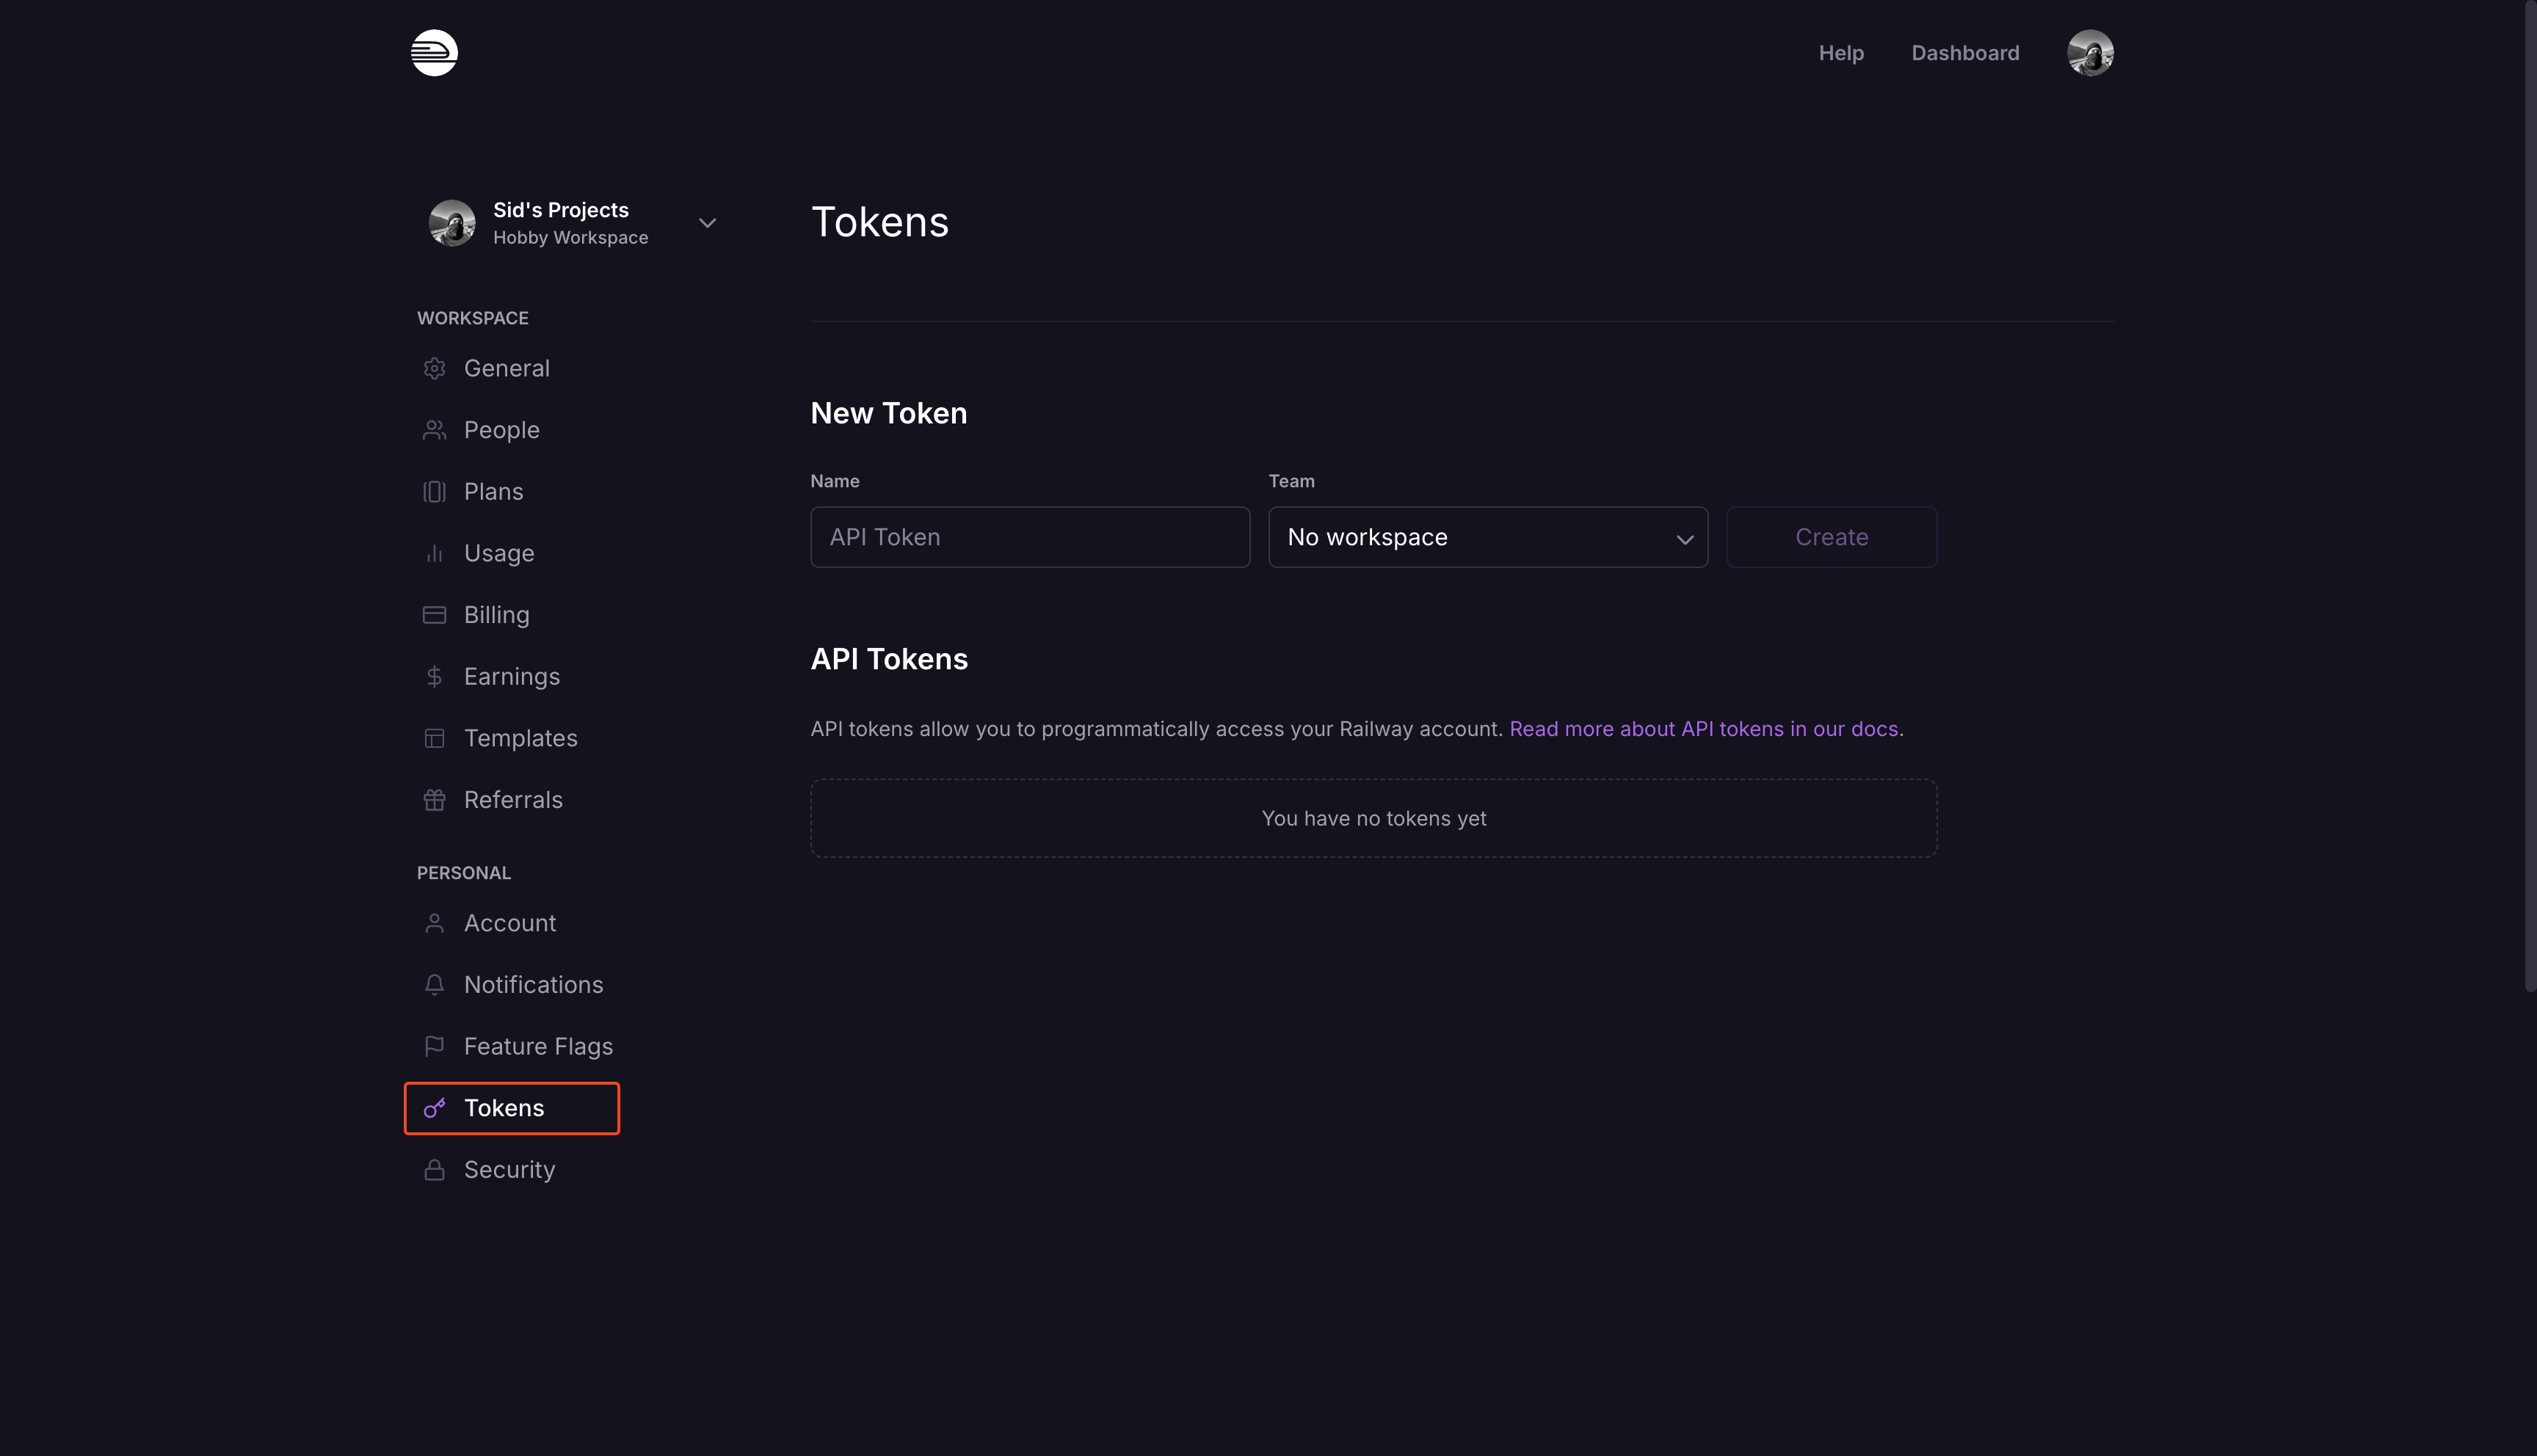 Help
Dashboard
Sid's Projects
Hobby Workspace
WORKSPACE
General
People
Plans
Usage
Billing
Earnings
Templates
Referrals
PERSONAL
Account
Notifications
Feature Flags
Tokens
Security
Tokens
New Token
Name
Team
API Token
No workspace
Create
API Tokens
API tokens allow you to programmatically access your Railway account. Read more about API tokens in our docs.
You have no tokens yet